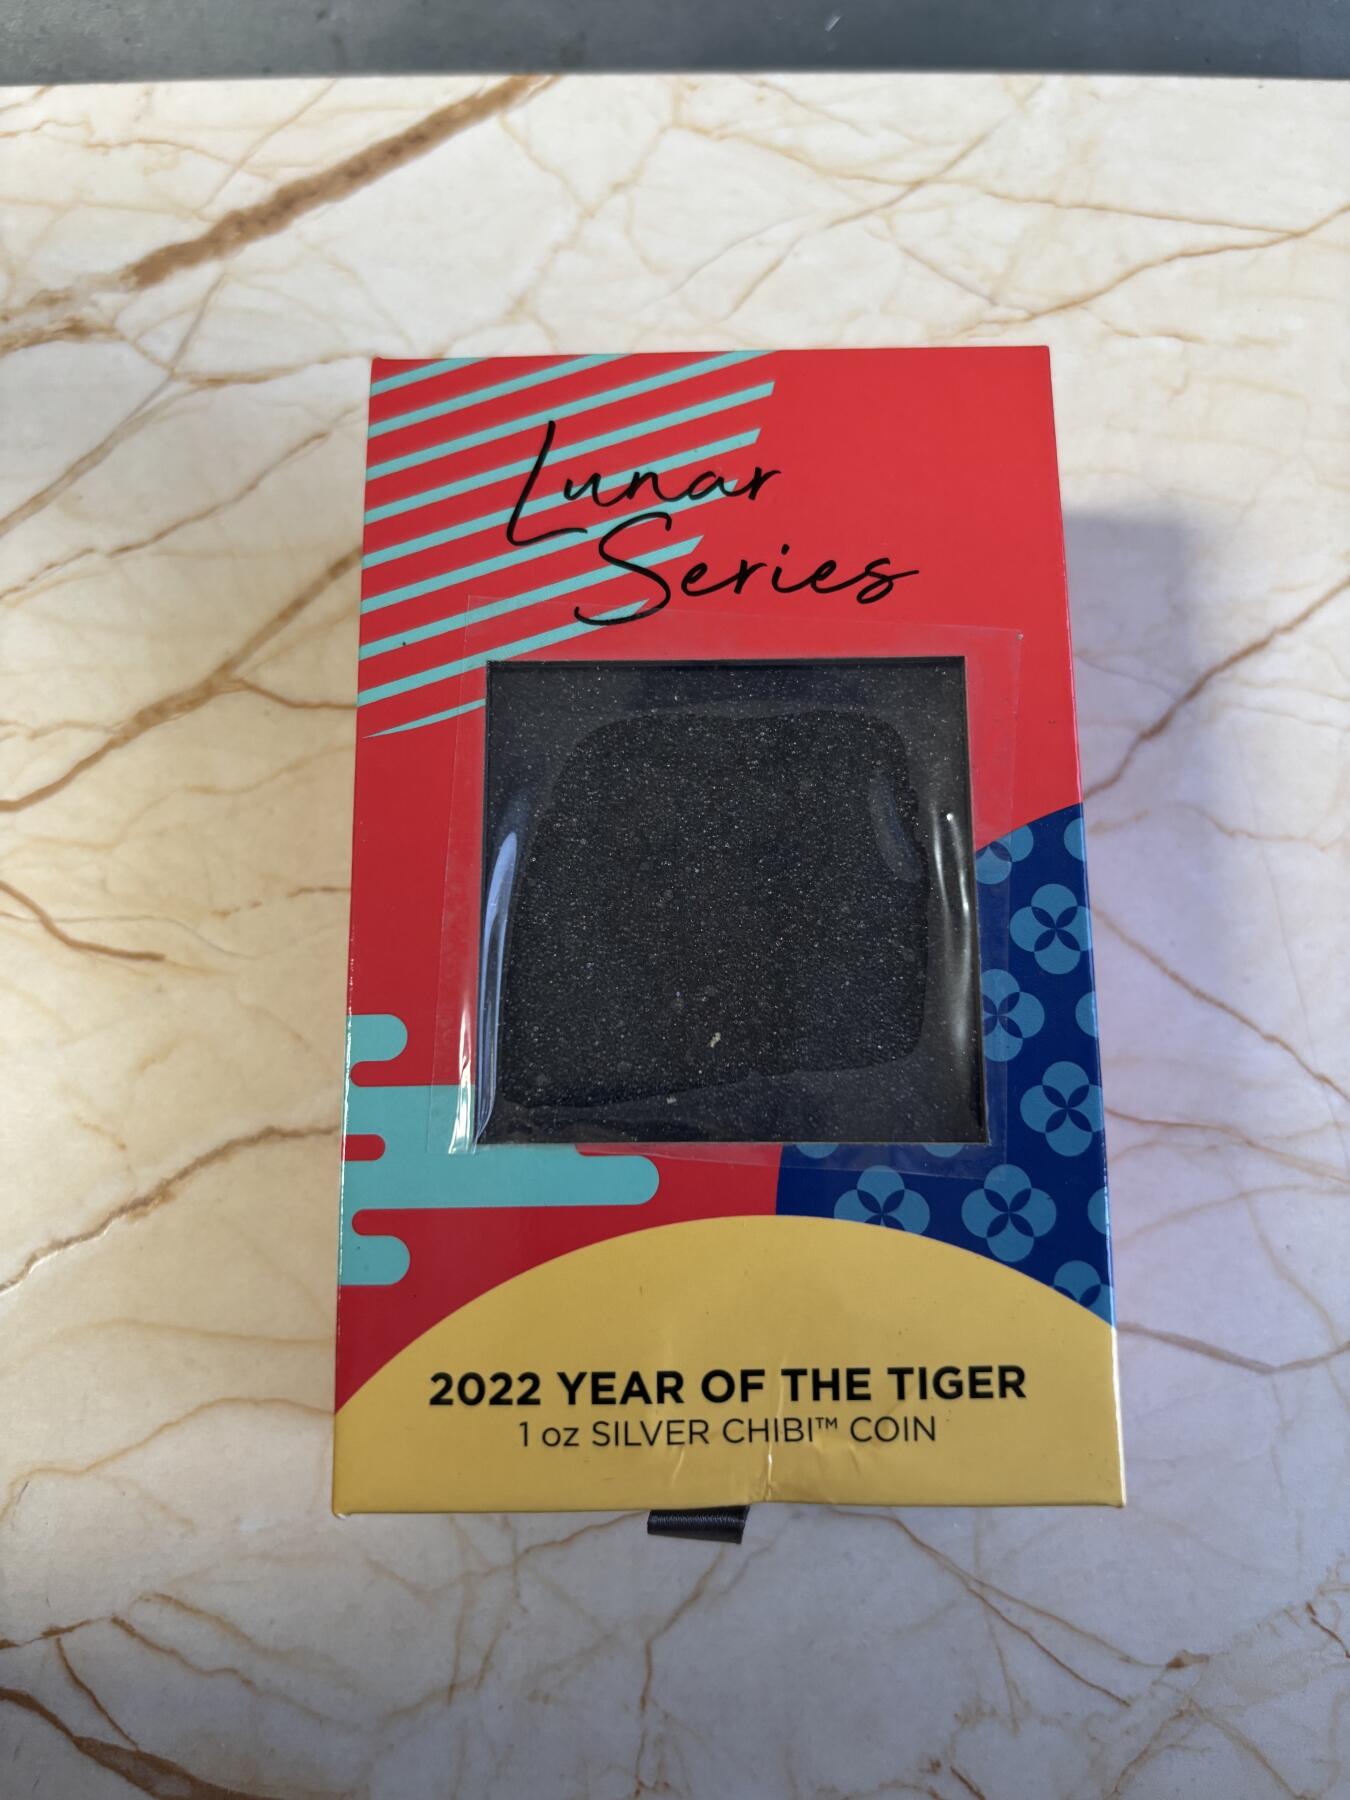 Lunar
Series
2022 YEAR OF THE TIGER
1 oz SILVER CHIBI™ COIN